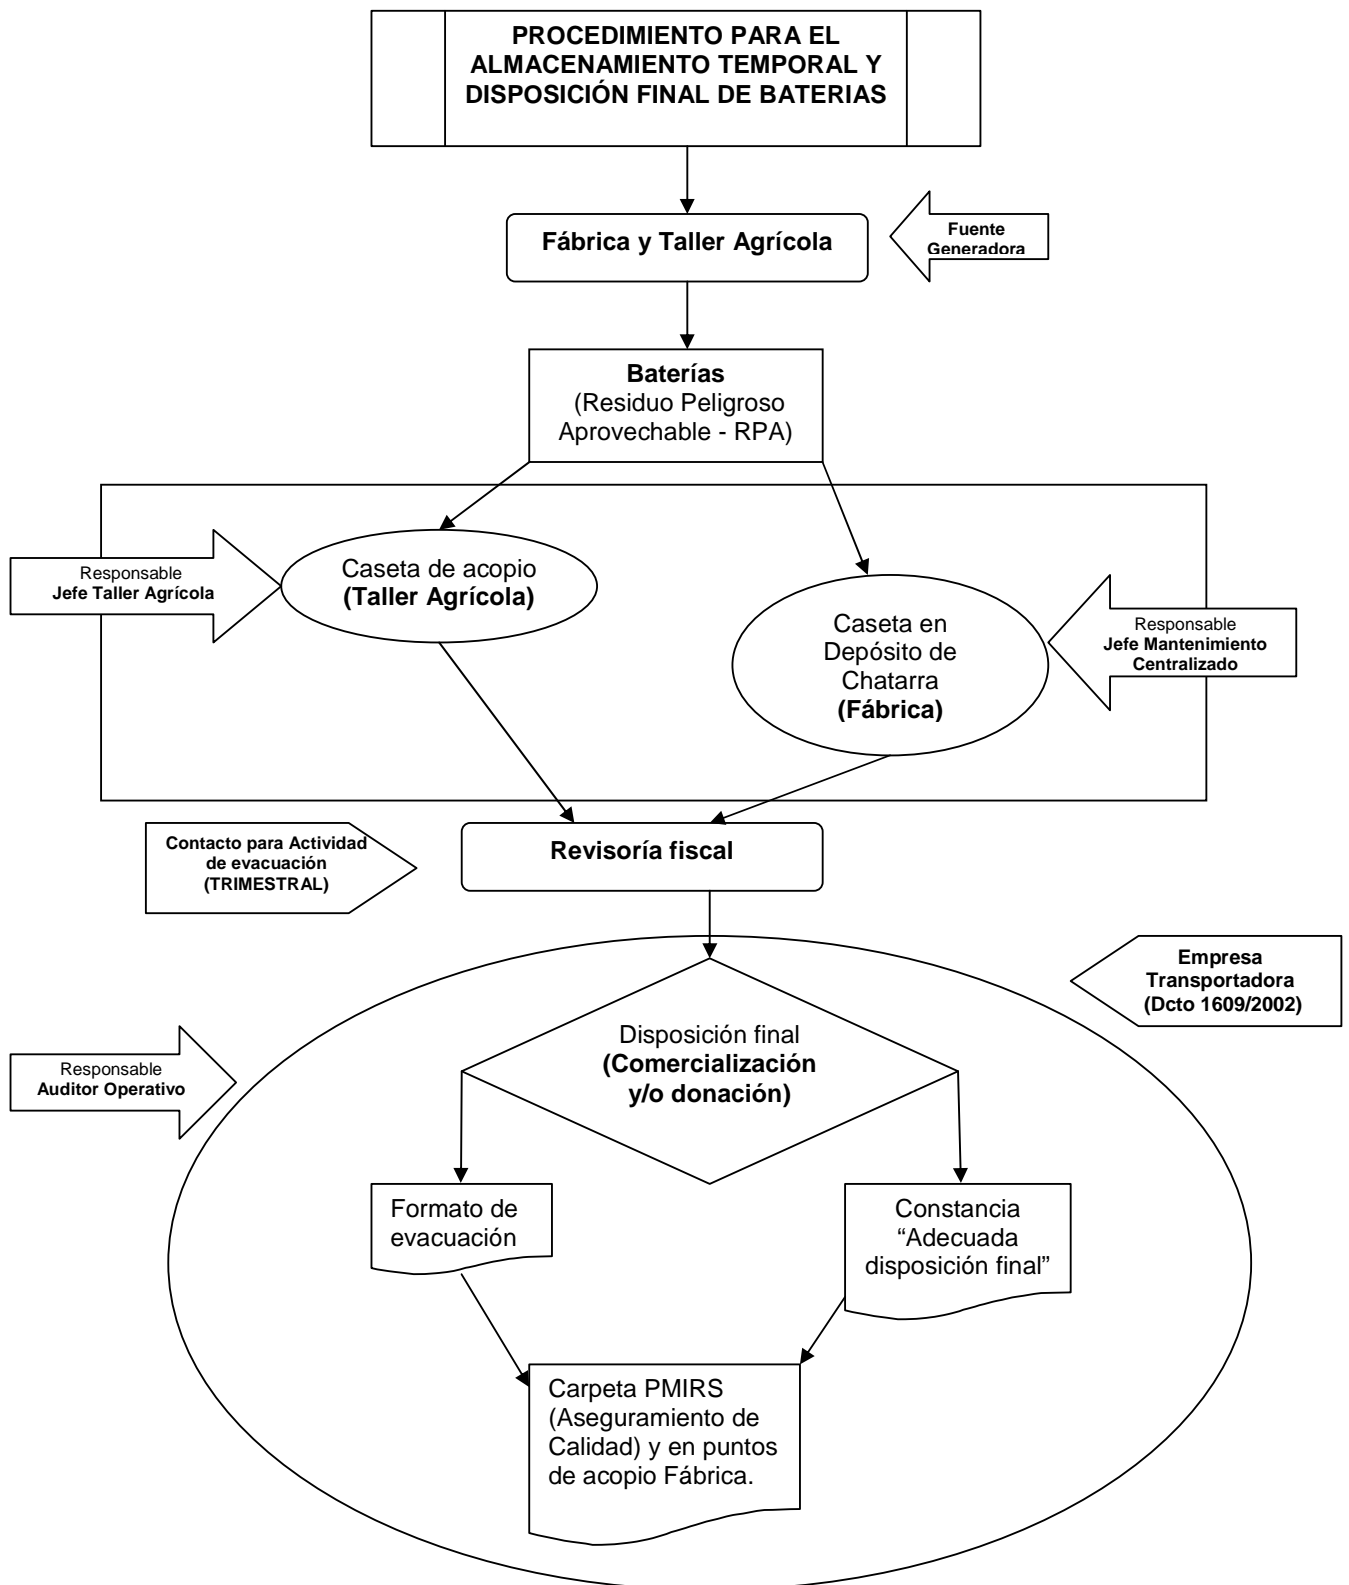 PROCEDIMIENTO PARA EL
ALMACENAMIENTO TEMPORAL Y
DISPOSICIÓN FINAL DE BATERIAS
Fábrica y Taller Agrícola
Fuente
Generadora
Baterías
(Residuo Peligroso
Aprovechable - RPA)
Responsable
Jefe Taller Agrícola
Caseta de acopio
(Taller Agrícola)
Caseta en
Depósito de
Chatarra
(Fábrica)
Responsable
Jefe Mantenimiento
Centralizado
Contacto para Actividad
de evacuación
(TRIMESTRAL)
Revisoría fiscal
Empresa
Transportadora
(Dcto 1609/2002)
Responsable
Auditor Operativo
Disposición final
(Comercialización
y/o donación)
Formato de
evacuación
Constancia
“Adecuada
disposición final”
Carpeta PMIRS
(Aseguramiento de
Calidad) y en puntos
de acopio Fábrica.